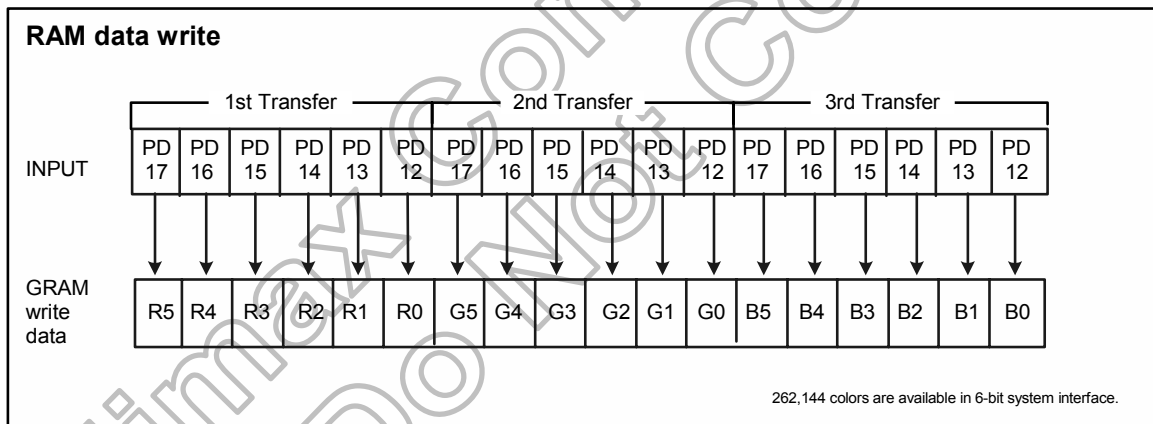 RAM data write
1st Transfer 2nd Transfer 3rd Transfer
INPUT
PD PD PD PD PD PD PD PD PD PD PD PD PD PD PD PD PD PD
17 16 15 14 13 12 17 16 15 14 13 12 17 16 15 14 13 12
GRAM
write
data
R5 R4 R3 R2 R1 R0 G5 G4 G3 G2 G1 G0 B5 B4 B3 B2 B1 B0
262,144 colors are available in 6-bit system interface.
Do Not